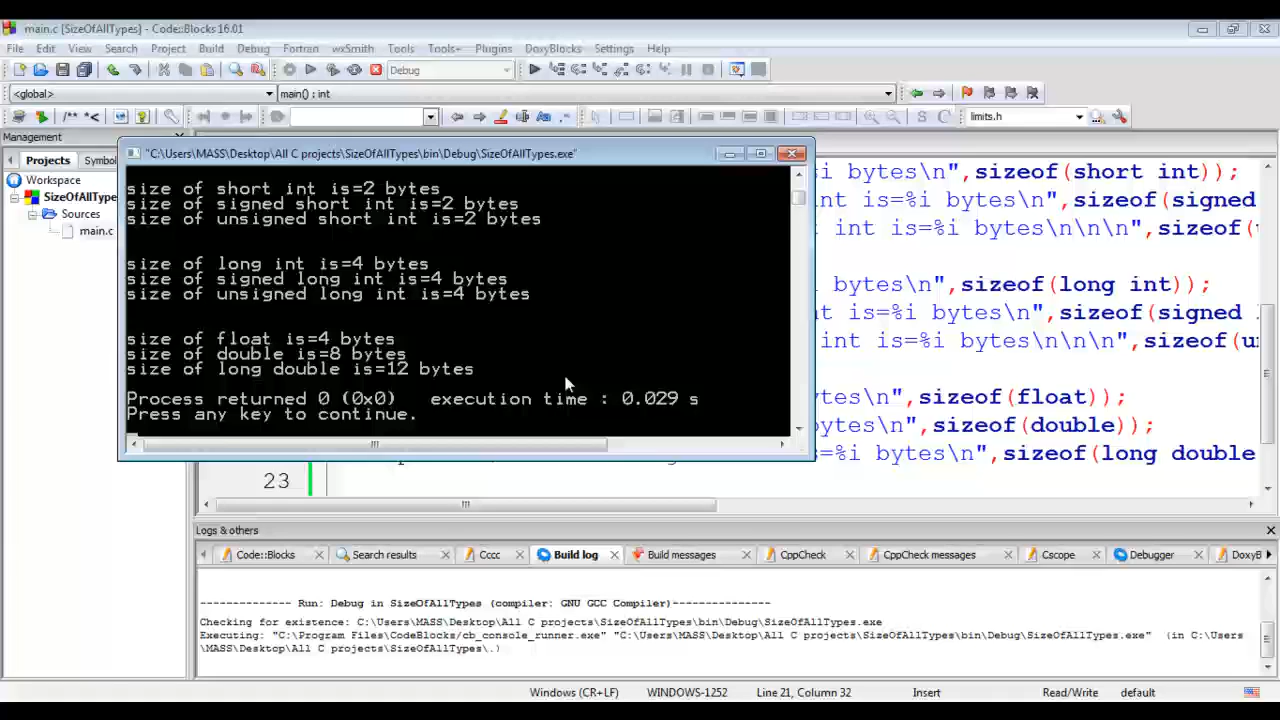 main.c [SizeOfAllTypes] - Code::Blocks 16.01
File Edit View Search Project Build Debug Fortran wxSmith Tools Tools+ Plugins DoxyBlocks Settings Help
Debug
<global> main() : int
/** *< limits.h
Management
Projects Symbol
Workspace
SizeOfAllTypes
Sources
main.c
"C:\Users\MASS\Desktop\All C projects\SizeOfAllTypes\bin\Debug\SizeOfAllTypes.exe"
size of short int is=2 bytes
size of signed short int is=2 bytes
size of unsigned short int is=2 bytes
size of long int is=4 bytes
size of signed long int is=4 bytes
size of unsigned long int is=4 bytes
size of float is=4 bytes
size of double is=8 bytes
size of long double is=12 bytes
Process returned 0 (0x0) execution time : 0.029 s
Press any key to continue.
i bytes\n",sizeof(short int));
int is=%i bytes\n",sizeof(signed
t int is=%i bytes\n\n\n",sizeof(
i bytes\n",sizeof(long int));
nt is=%i bytes\n",sizeof(signed
int is=%i bytes\n\n\n",sizeof(u
ytes\n",sizeof(float));
bytes\n",sizeof(double));
s=%i bytes\n",sizeof(long double
23
Logs & others
Code::Blocks Search results Cccc Build log Build messages CppCheck CppCheck messages Cscope Debugger DoxyB
-------------- Run: Debug in SizeOfAllTypes (compiler: GNU GCC Compiler)---------------
Checking for existence: C:\Users\MASS\Desktop\All C projects\SizeOfAllTypes\bin\Debug\SizeOfAllTypes.exe
Executing: "C:\Program Files\CodeBlocks/cb_console_runner.exe" "C:\Users\MASS\Desktop\All C projects\SizeOfAllTypes\bin\Debug\SizeOfAllTypes.exe" (in C:\Users
\MASS\Desktop\All C projects\SizeOfAllTypes\.)
Windows (CR+LF) WINDOWS-1252 Line 21, Column 32 Insert Read/Write default